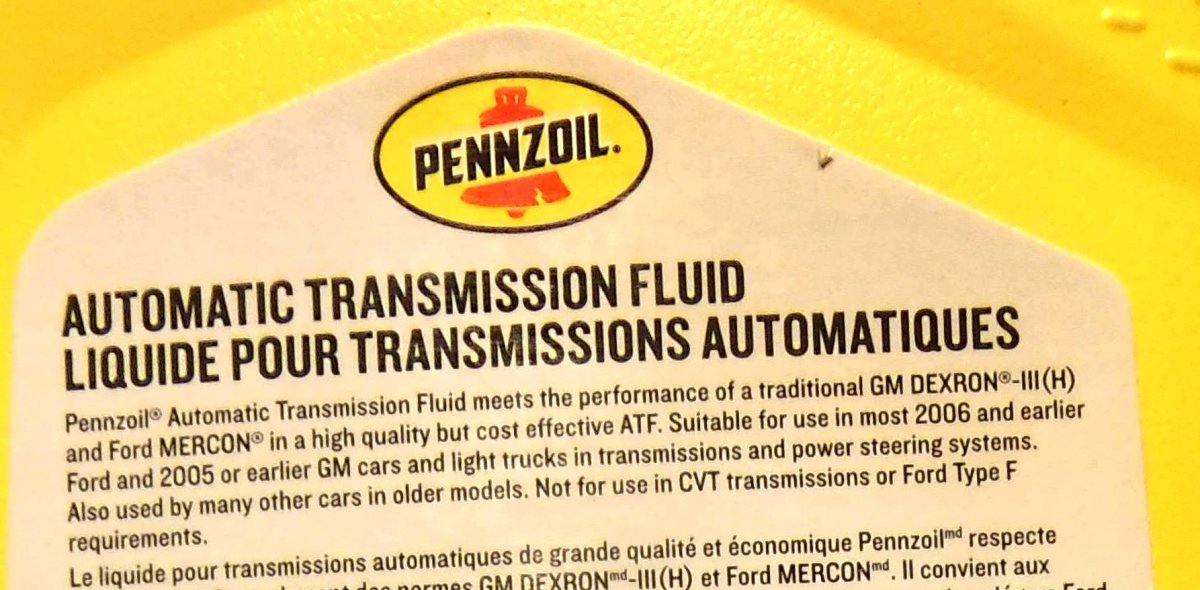 PENNZOIL.
AUTOMATIC TRANSMISSION FLUID
LIQUIDE POUR TRANSMISSIONS AUTOMATIQUES
Pennzoil® Automatic Transmission Fluid meets the performance of a traditional GM DEXRON®-III(H)
and Ford MERCON® in a high quality but cost effective ATF. Suitable for use in most 2006 and earlier
Ford and 2005 or earlier GM cars and light trucks in transmissions and power steering systems.
Also used by many other cars in older models. Not for use in CVT transmissions or Ford Type F
requirements.
Le liquide pour transmissions automatiques de grande qualité et économique Pennzoilmd respecte
des normes GM DEXRONmd-III(H) et Ford MERCONmd. Il convient aux
Ford